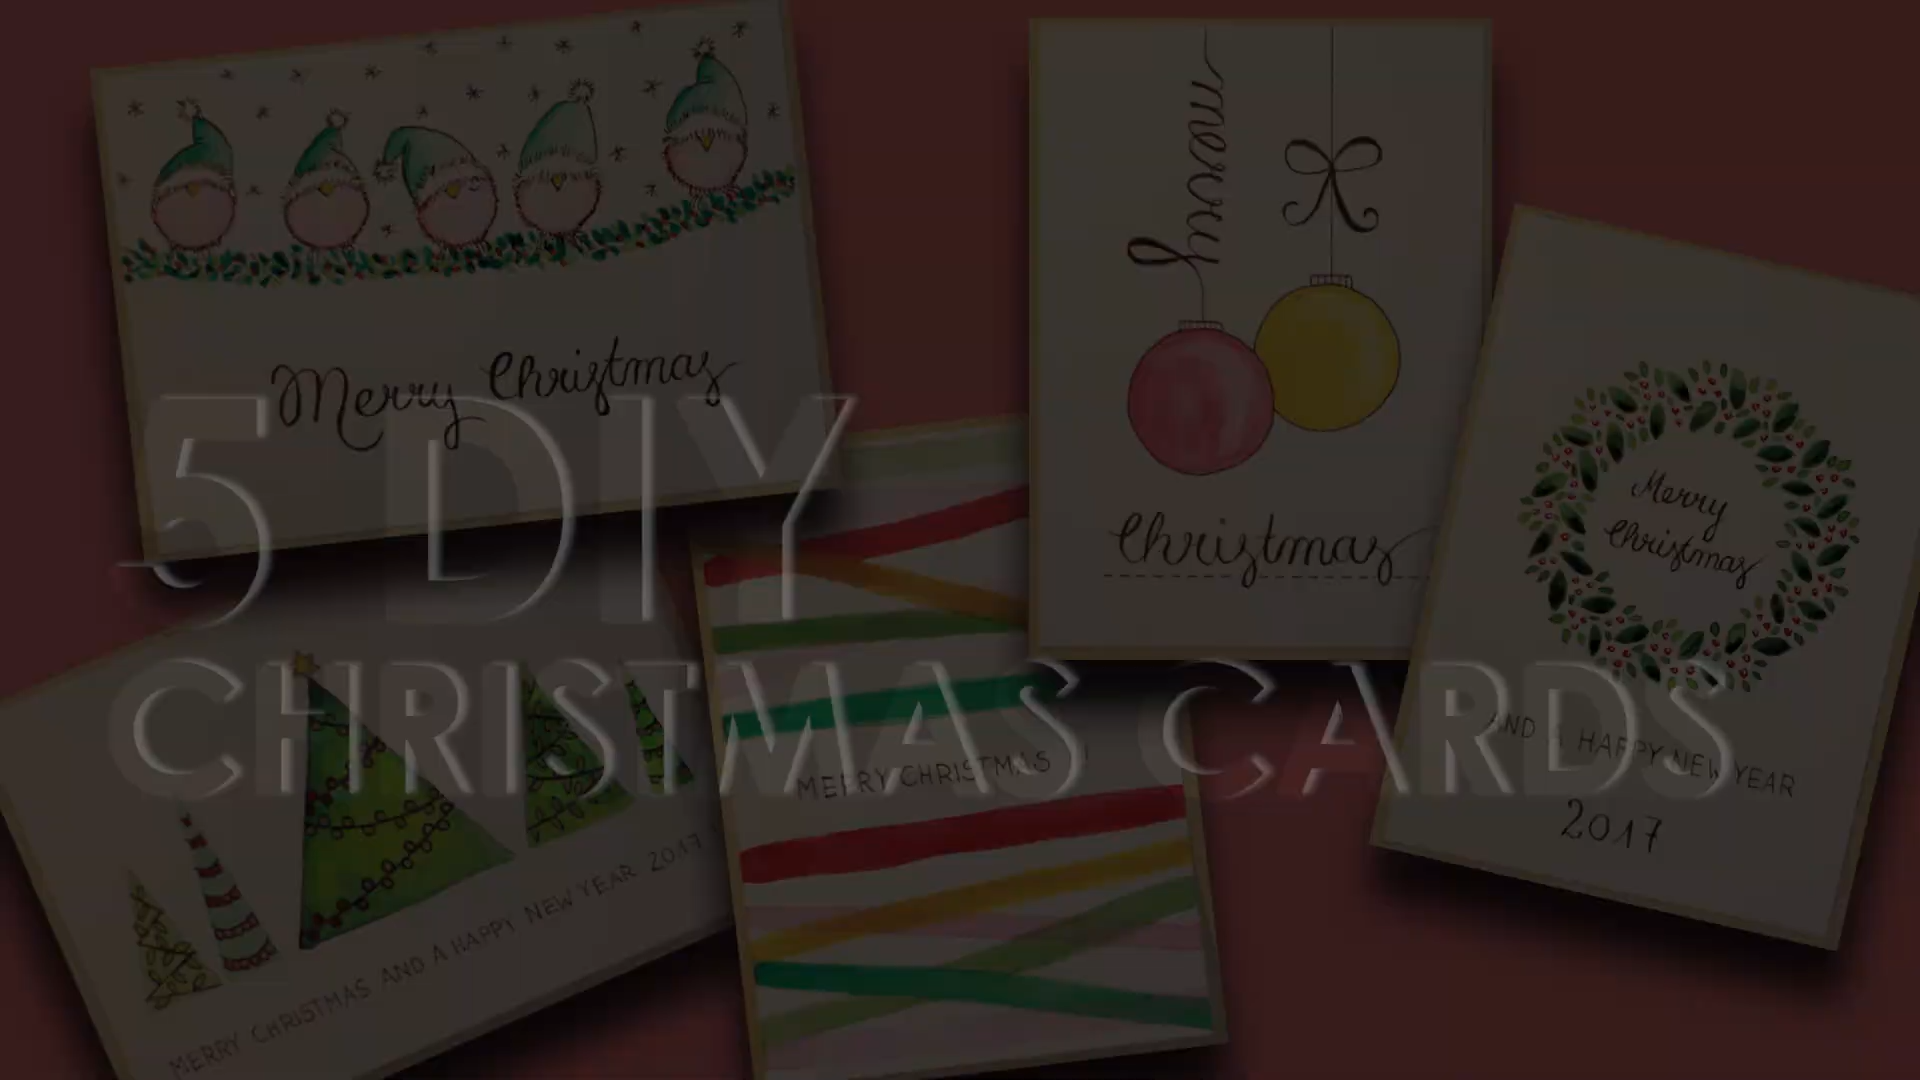 Merry Christmas
merry
Christmas
Merry
Christmas
AND A HAPPY NEW YEAR
2017
5 DIY
CHRISTMAS CARDS
MERRY CHRISTMAS !
MERRY CHRISTMAS AND A HAPPY NEW YEAR 2017